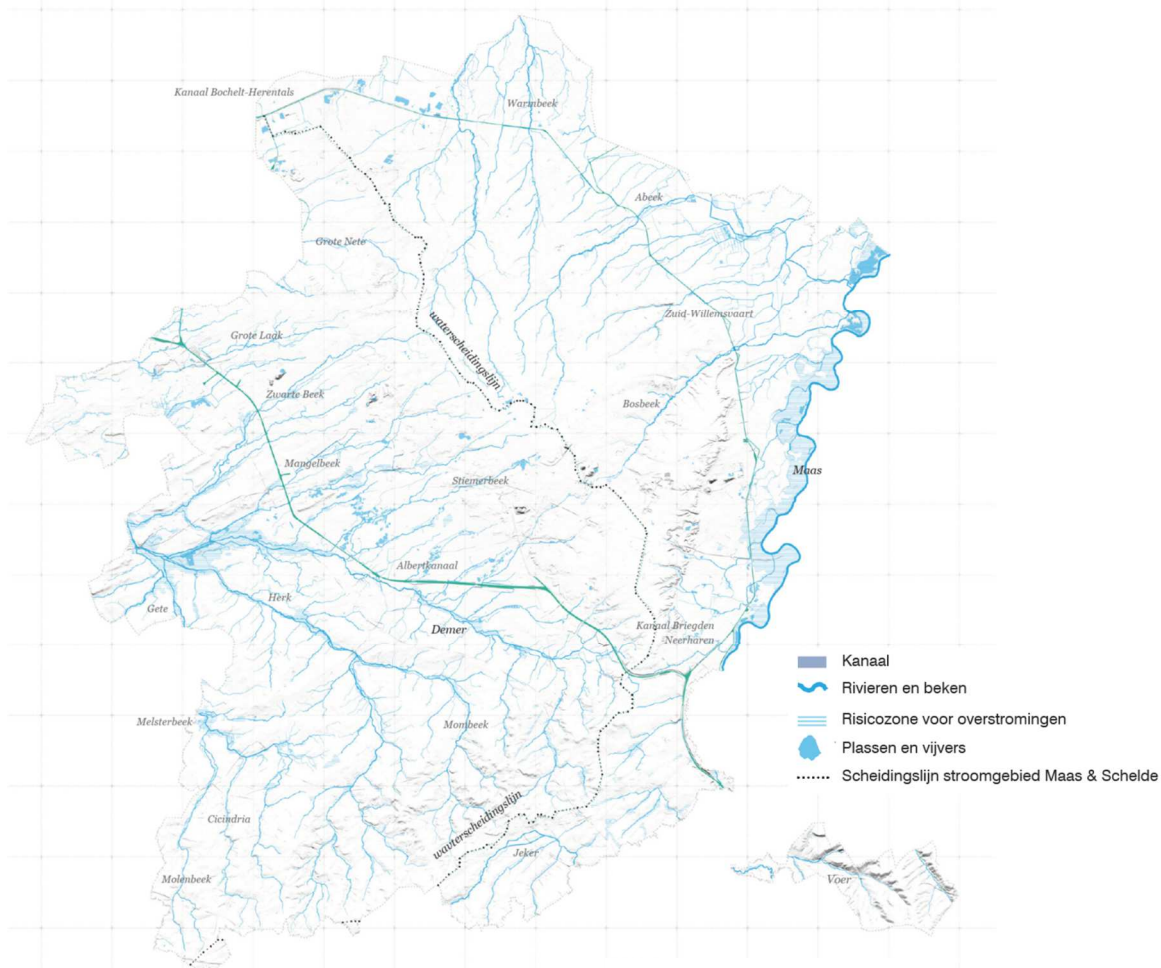 Kanaal Bochelt-Herentals
Warmbeek
Abeek
Grote Nete
Zuid-Willemsvaart
Grote Laak
waterscheidingslijn
Zwarte Beek
Bosbeek
Mangelbeek
Stiemerbeek
Maas
Albertkanaal
Herk
Gete
Demer
Kanaal Briegden
Neerharen
Kanaal
Rivieren en beken
Melsterbeek
Mombeek
Risicozone voor overstromingen
Plassen en vijvers
Scheidingslijn stroomgebied Maas & Schelde
Cicindria
wavterscheidingslijn
Jeker
Molenbeek
Voer